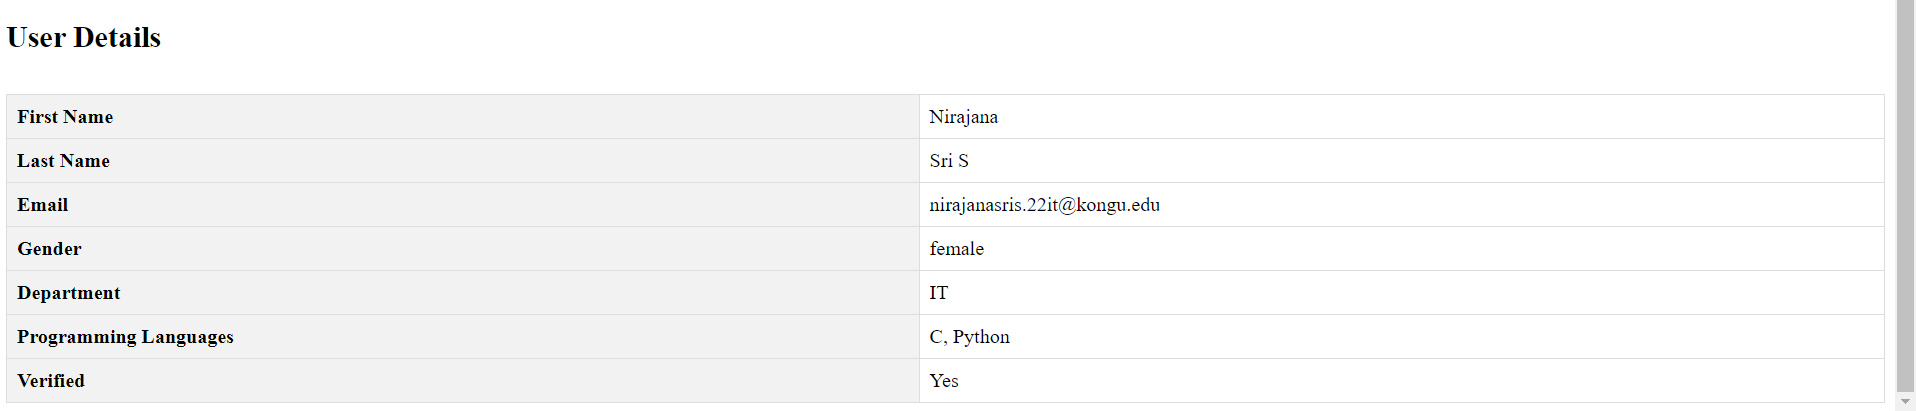 User Details
First Name Nirajana
Last Name Sri S
Email nirajanasris.22it@kongu.edu
Gender female
Department IT
Programming Languages C, Python
Verified Yes